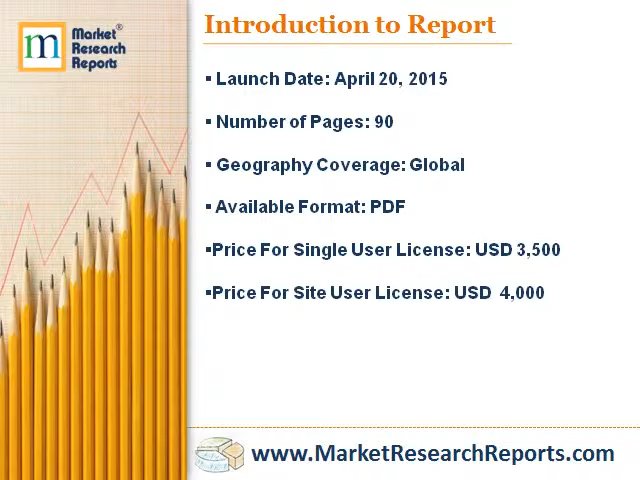 m
Market®
Research
Reports
Introduction to Report
▪ Launch Date: April 20, 2015
▪ Number of Pages: 90
▪ Geography Coverage: Global
▪ Available Format: PDF
▪Price For Single User License: USD 3,500
▪Price For Site User License: USD  4,000
www.MarketResearchReports.com